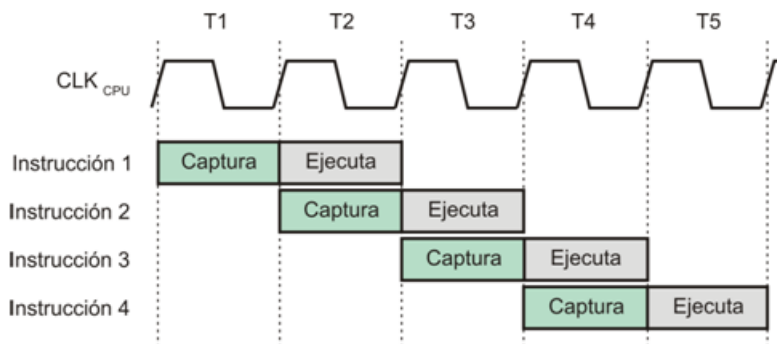 T1 T2 T3 T4 T5
CLK CPU
Instrucción 1 Captura Ejecuta
Instrucción 2 Captura Ejecuta
Instrucción 3 Captura Ejecuta
Instrucción 4 Captura Ejecuta